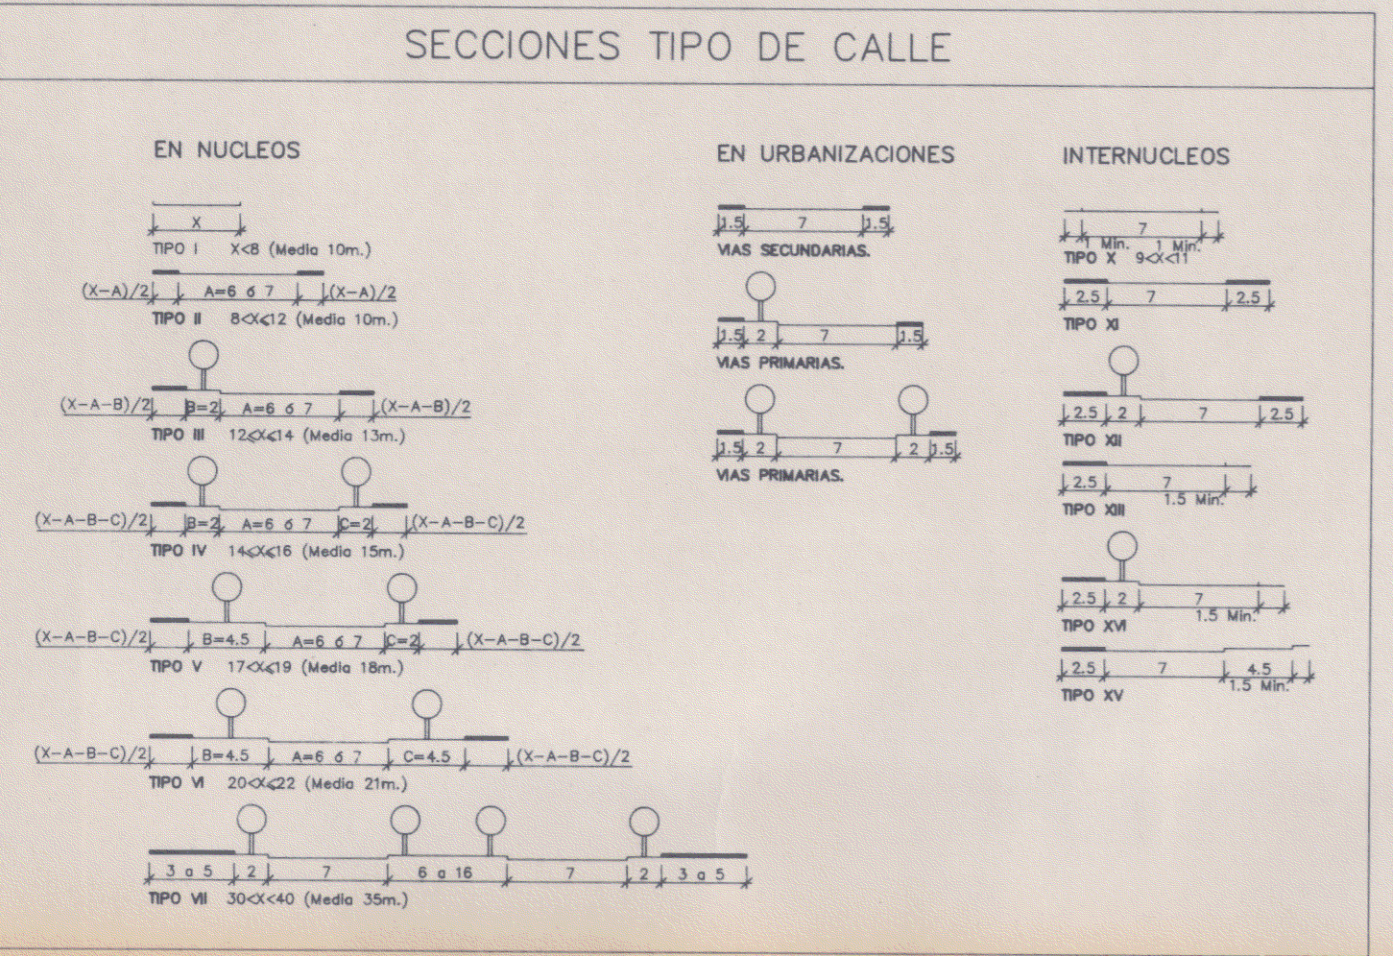 SECCIONES TIPO DE CALLE
EN NUCLEOS
X
TIPO I X<8 (Media 10m.)
(X-A)/2 A=6 ó 7 (X-A)/2
TIPO II 8<X⩽12 (Media 10m.)
(X-A-B)/2 B=2 A=6 ó 7 (X-A-B)/2
TIPO III 12⩽X⩽14 (Media 13m.)
(X-A-B-C)/2 B=2 A=6 ó 7 C=2 (X-A-B-C)/2
TIPO IV 14⩽X⩽16 (Media 15m.)
(X-A-B-C)/2 B=4.5 A=6 ó 7 C=2 (X-A-B-C)/2
TIPO V 17<X⩽19 (Media 18m.)
(X-A-B-C)/2 B=4.5 A=6 ó 7 C=4.5 (X-A-B-C)/2
TIPO VI 20<X⩽22 (Media 21m.)
3 a 5 2 7 6 a 16 7 2 3 a 5
TIPO VII 30<X<40 (Media 35m.)
EN URBANIZACIONES
1.5 7 1.5
VIAS SECUNDARIAS.
1.5 2 7 1.5
VIAS PRIMARIAS.
1.5 2 7 2 1.5
VIAS PRIMARIAS.
INTERNUCLEOS
7
1 Min. 1 Min.
TIPO X 9<X<11
2.5 7 2.5
TIPO XI
2.5 2 7 2.5
TIPO XII
2.5 7
1.5 Min.
TIPO XIII
2.5 2 7
1.5 Min.
TIPO XVI
2.5 7 4.5
1.5 Min.
TIPO XV